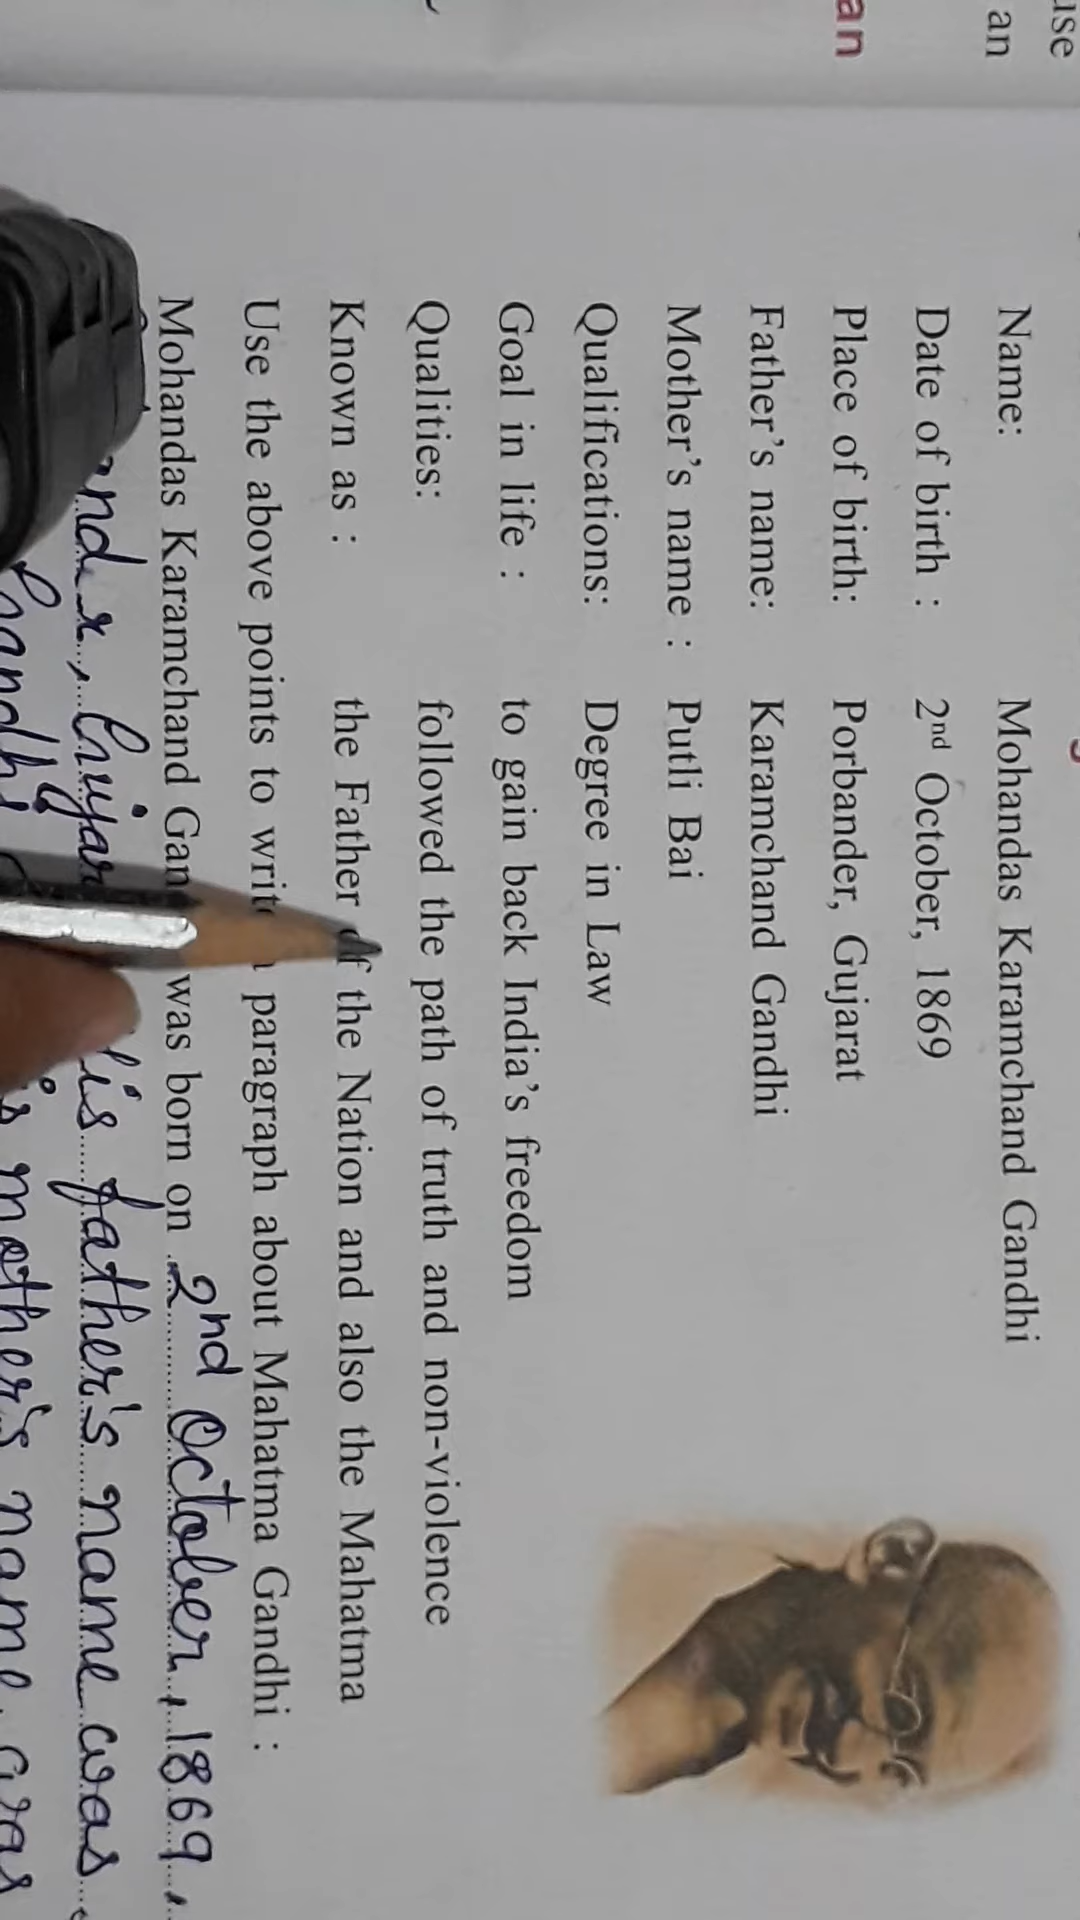 use
an
an
Name: Mohandas Karamchand Gandhi
Date of birth : 2nd October, 1869
Place of birth: Porbander, Gujarat
Father's name: Karamchand Gandhi
Mother's name : Putli Bai
Qualifications: Degree in Law
Goal in life : to gain back India's freedom
Qualities: followed the path of truth and non-violence
Known as : the Father of the Nation and also the Mahatma
Use the above points to write paragraph about Mahatma Gandhi :
Mohandas Karamchand was born on 2nd October, 1869,
father's name was
mother's name was